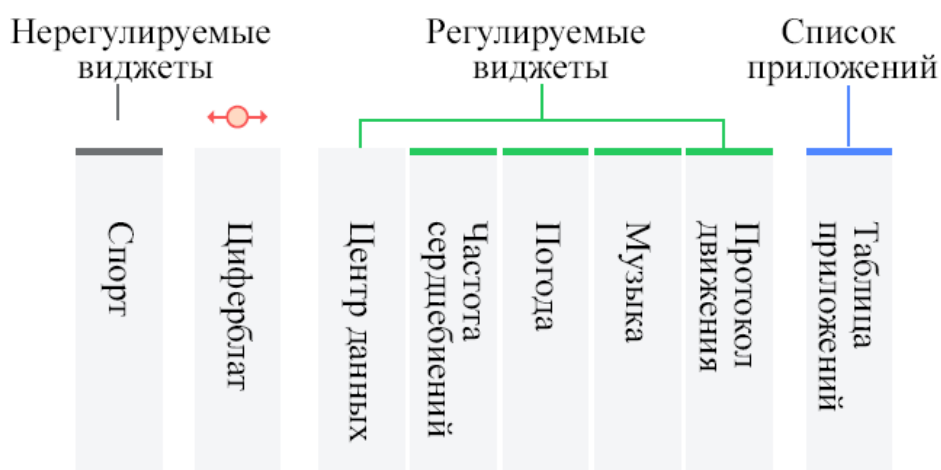 Нерегулируемые
виджеты
Регулируемые
виджеты
Список
приложений
Спорт
Циферблат
Центр данных
Частота
сердцебиений
Погода
Музыка
Протокол
движения
Таблица
приложений